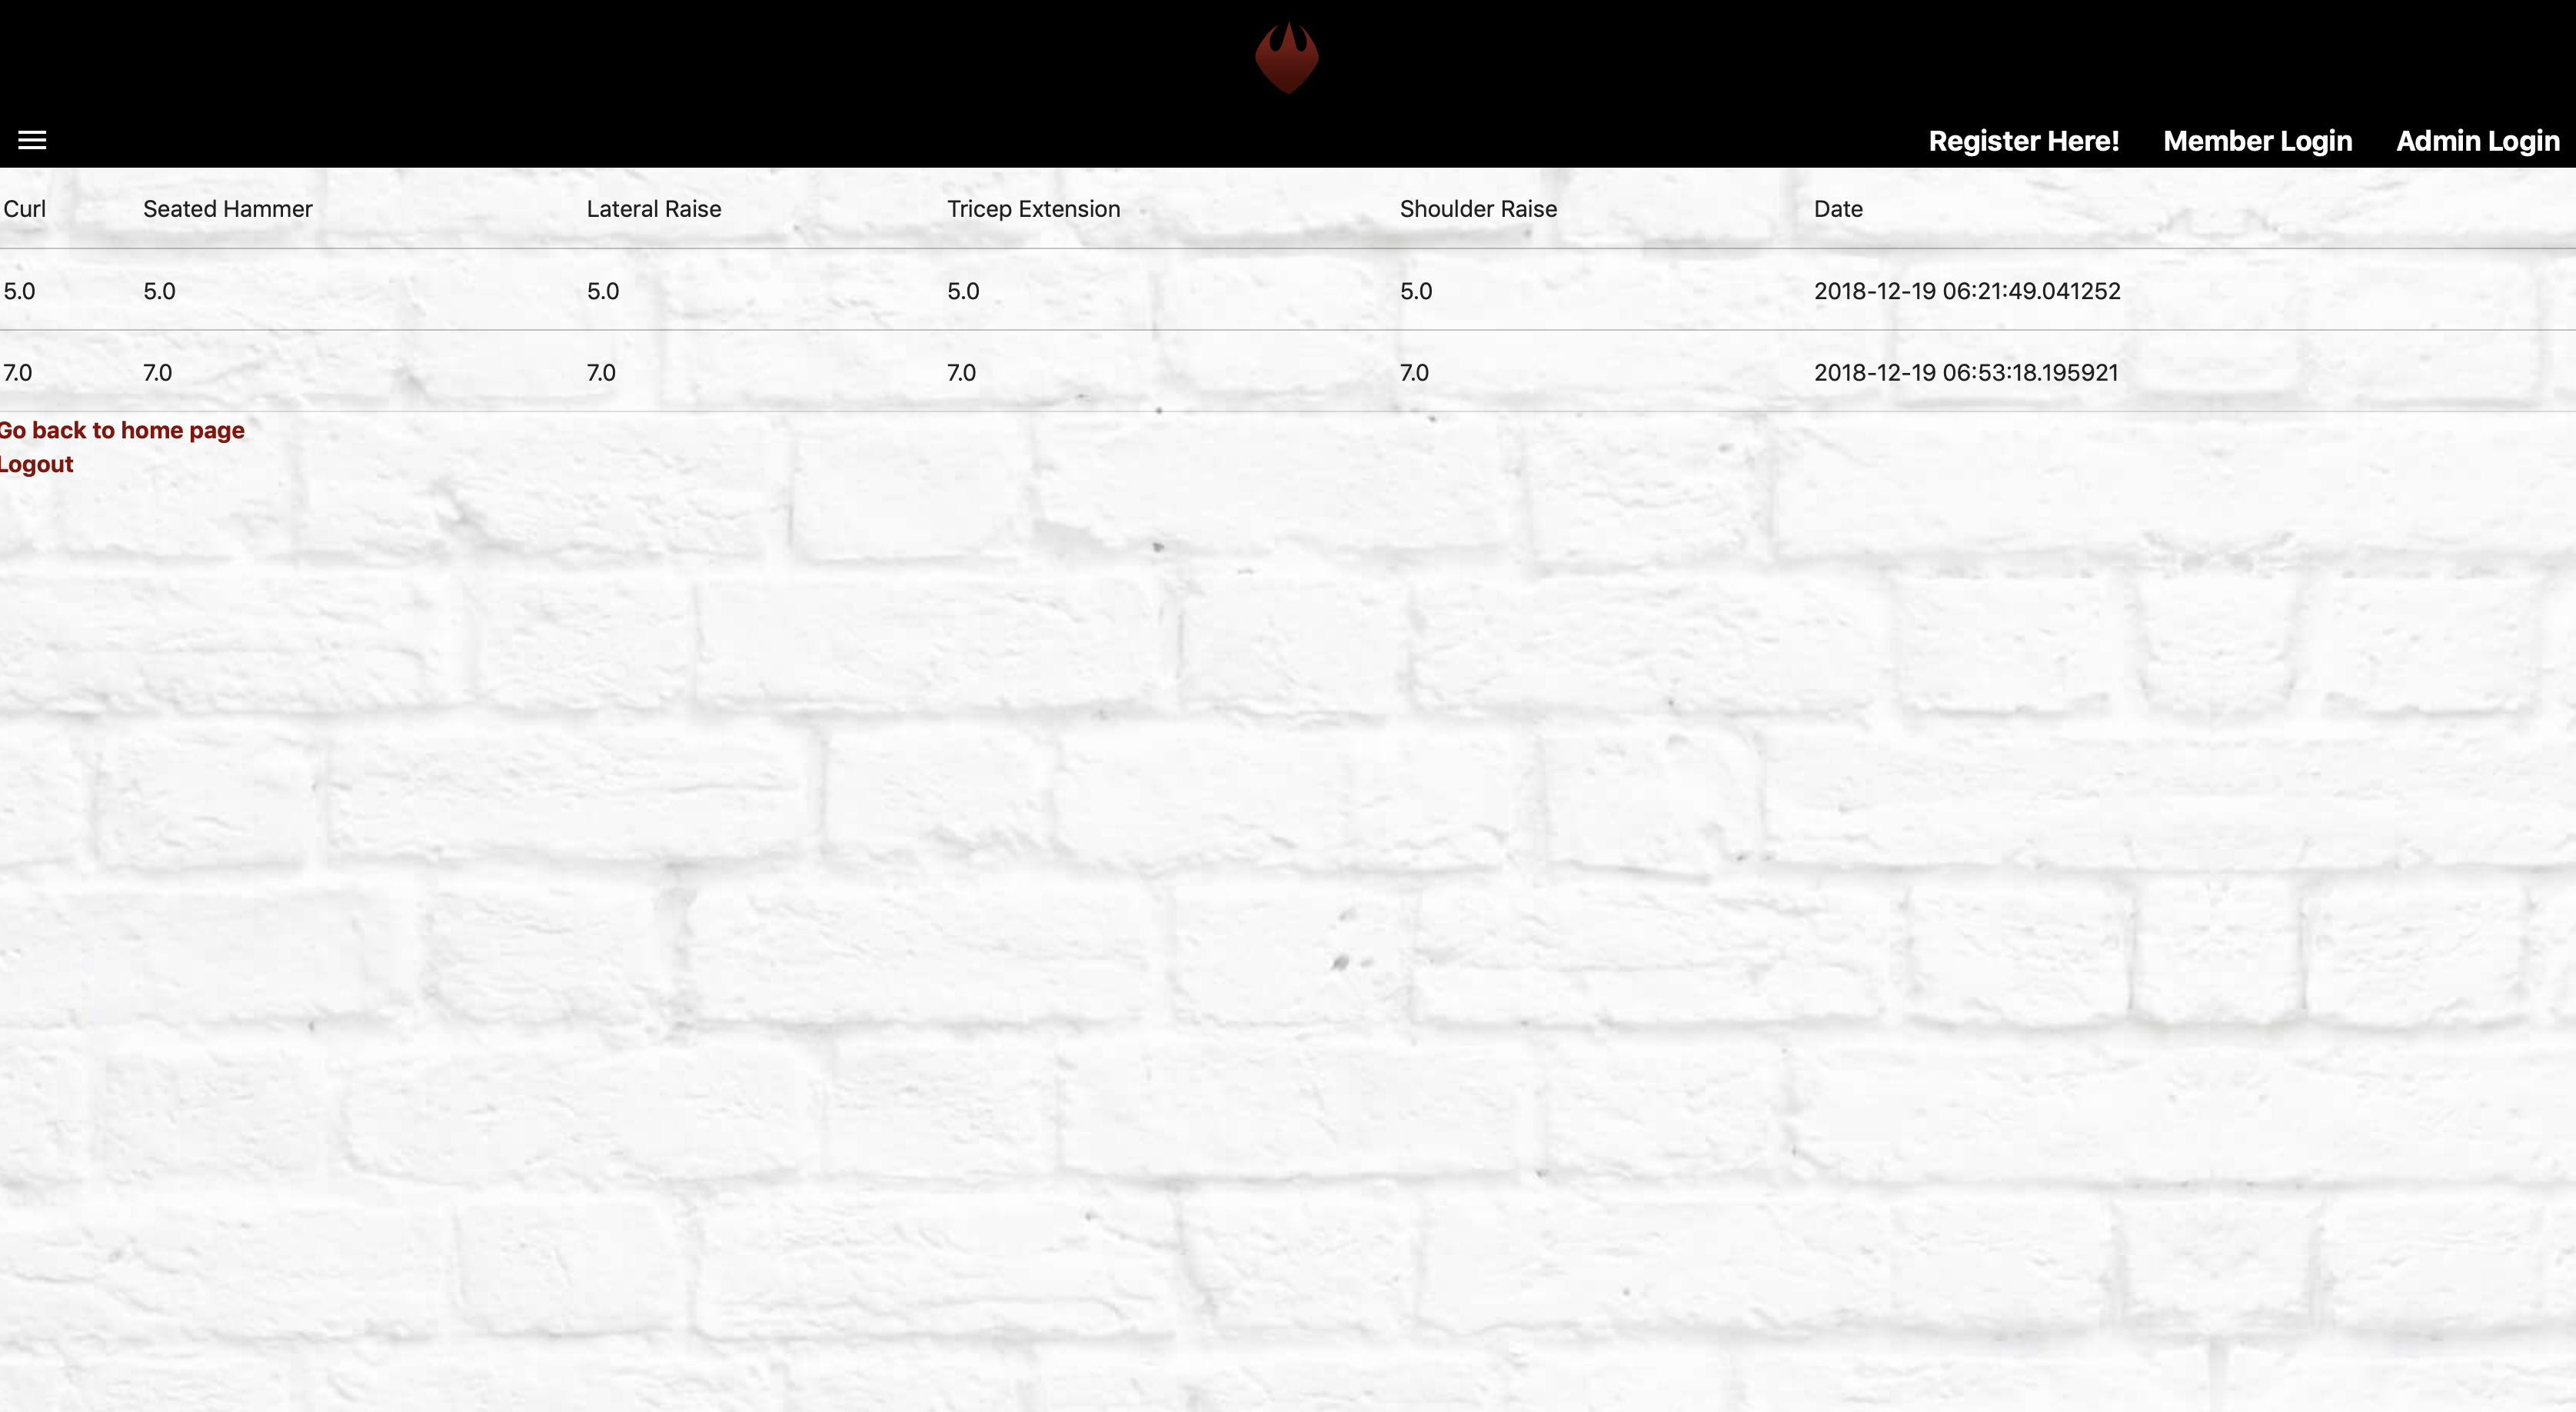 Register Here! Member Login Admin Login
Curl Seated Hammer Lateral Raise Tricep Extension Shoulder Raise Date
5.0 5.0 5.0 5.0 5.0 2018-12-19 06:21:49.041252
7.0 7.0 7.0 7.0 7.0 2018-12-19 06:53:18.195921
Go back to home page
Logout